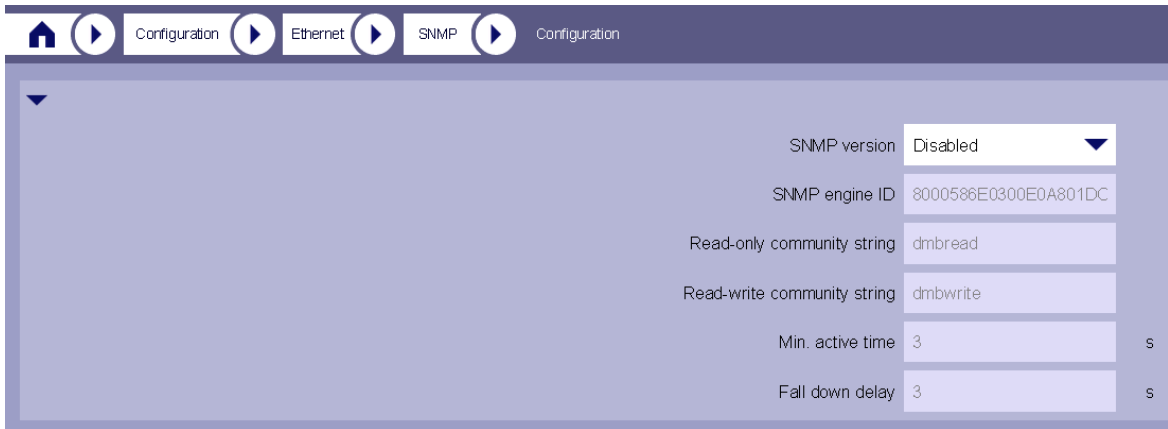 Configuration Ethernet SNMP Configuration
SNMP version Disabled
SNMP engine ID 8000586E0300E0A801DC
Read-only community string dmbread
Read-write community string dmbwrite
Min. active time 3 s
Fall down delay 3 s